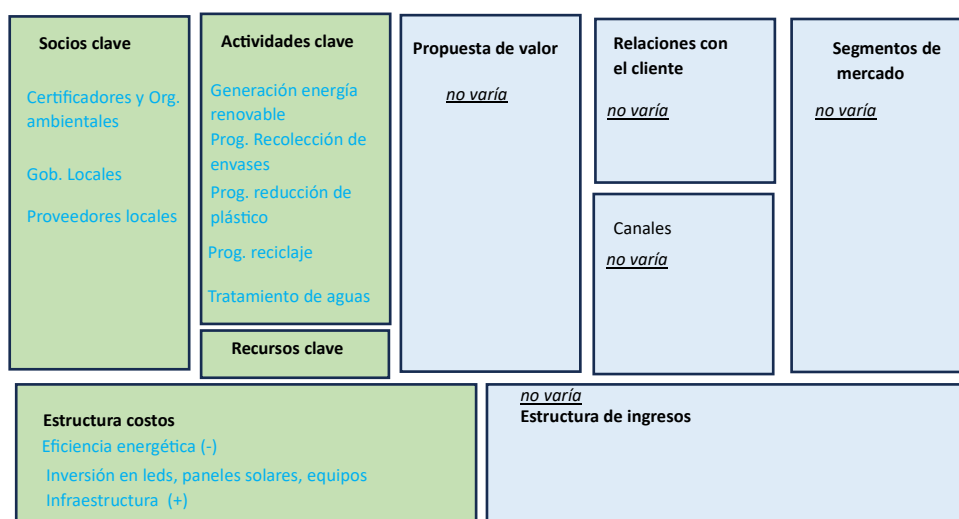 Socios clave
Certificadores y Org.
ambientales
Gob. Locales
Proveedores locales
Actividades clave
Generación energía
renovable
Prog. Recolección de
envases
Prog. reducción de
plástico
Prog. reciclaje
Tratamiento de aguas
Recursos clave
Propuesta de valor
no varía
Relaciones con
el cliente
no varía
Canales
no varía
Segmentos de
mercado
no varía
Estructura costos
Eficiencia energética (-)
Inversión en leds, paneles solares, equipos
Infraestructura (+)
no varía
Estructura de ingresos